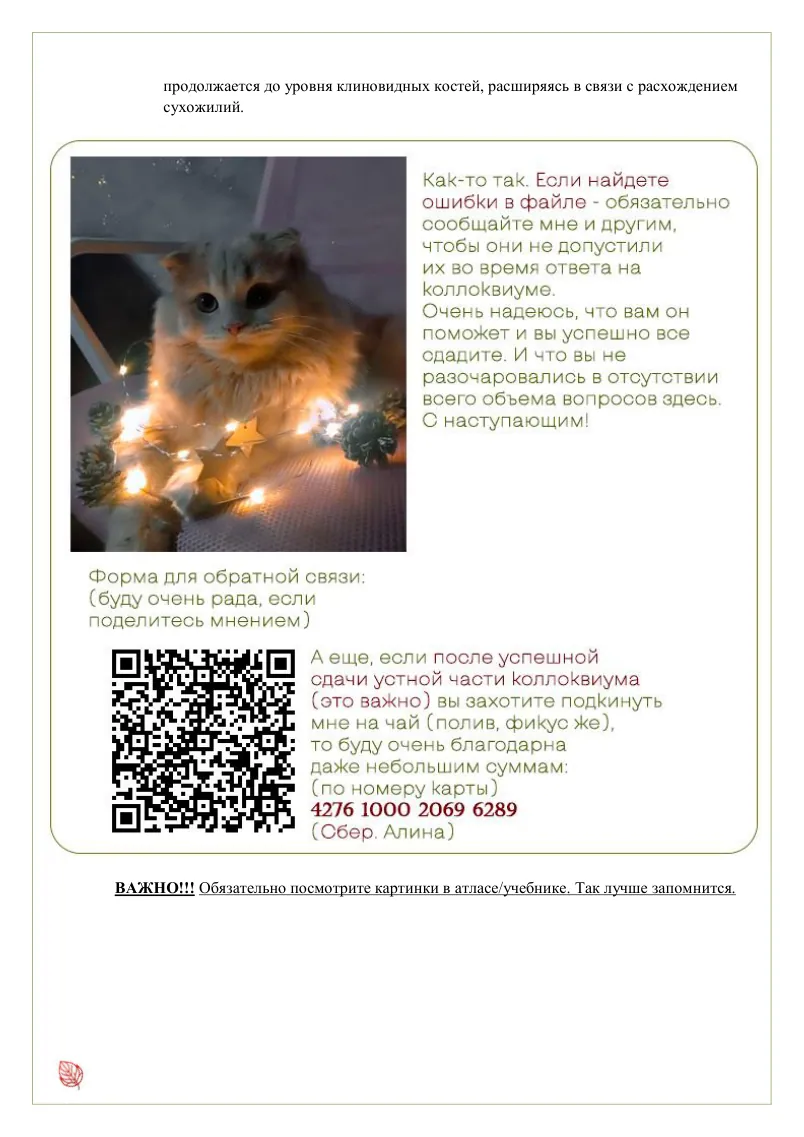 продолжается до уровня клиновидных костей, расширяясь в связи с расхождением
сухожилий.
Как-то так. Если найдете
ошибки в файле - обязательно
сообщайте мне и другим,
чтобы они не допустили
их во время ответа на
коллоквиуме.
Очень надеюсь, что вам он
поможет и вы успешно все
сдадите. И что вы не
разочаровались в отсутствии
всего объема вопросов здесь.
С наступающим!
Форма для обратной связи:
(буду очень рада, если
поделитесь мнением)
А еще, если после успешной
сдачи устной части коллоквиума
(это важно) вы захотите подкинуть
мне на чай (полив, фикус же),
то буду очень благодарна
даже небольшим суммам:
(по номеру карты)
4276 1000 2069 6289
(Сбер. Алина)
ВАЖНО!!! Обязательно посмотрите картинки в атласе/учебнике. Так лучше запомнится.